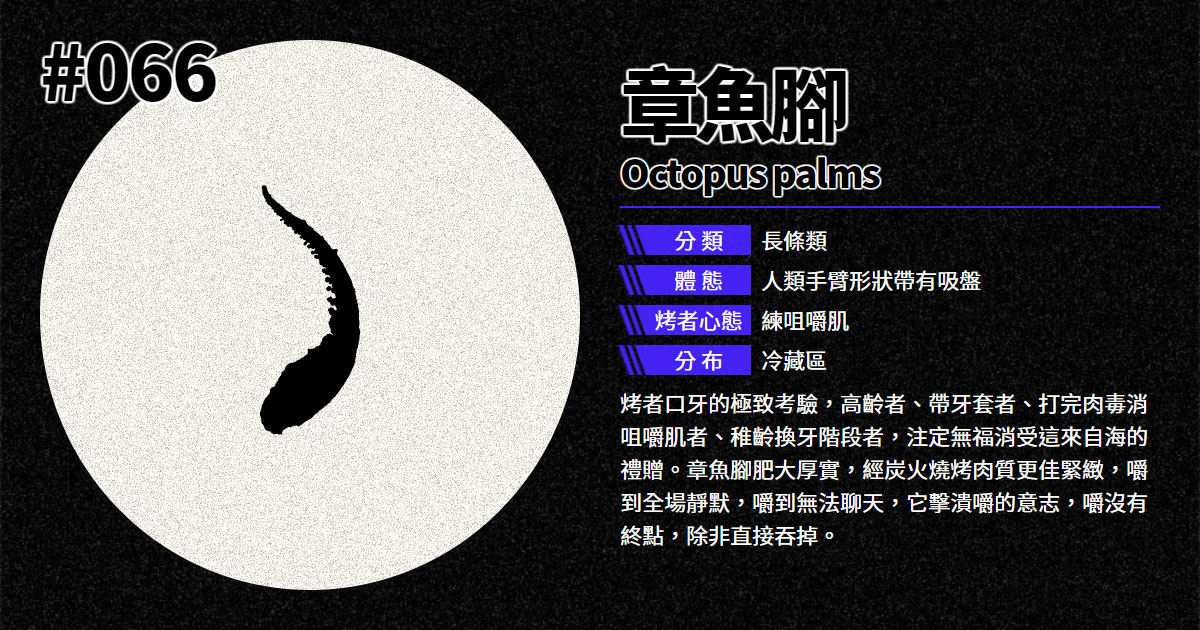 #066
章魚腳
Octopus palms
分類 長條類
體態 人類手臂形狀帶有吸盤
烤者心態 練咀嚼肌
分布 冷藏區
烤者口牙的極致考驗，高齡者、帶牙套者、打完肉毒消
咀嚼肌者、稚齡換牙階段者，注定無福消受這來自海的
禮贈。章魚腳肥大厚實，經炭火燒烤肉質更佳緊緻，嚼
到全場靜默，嚼到無法聊天，它擊潰嚼的意志，嚼沒有
終點，除非直接吞掉。